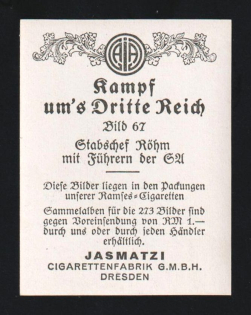 Kampf
um's Dritte Reich
Bild 67
Stabschef Röhm
mit Führern der SA
Diese Bilder liegen in den Packungen
unserer Ramses=Cigaretten
Sammelalben für die 273 Bilder sind
gegen Voreinsendung von RM 1.—
durch uns oder durch jeden Händler
erhältlich.
JASMATZI
CIGARETTENFABRIK G.M.B.H.
DRESDEN